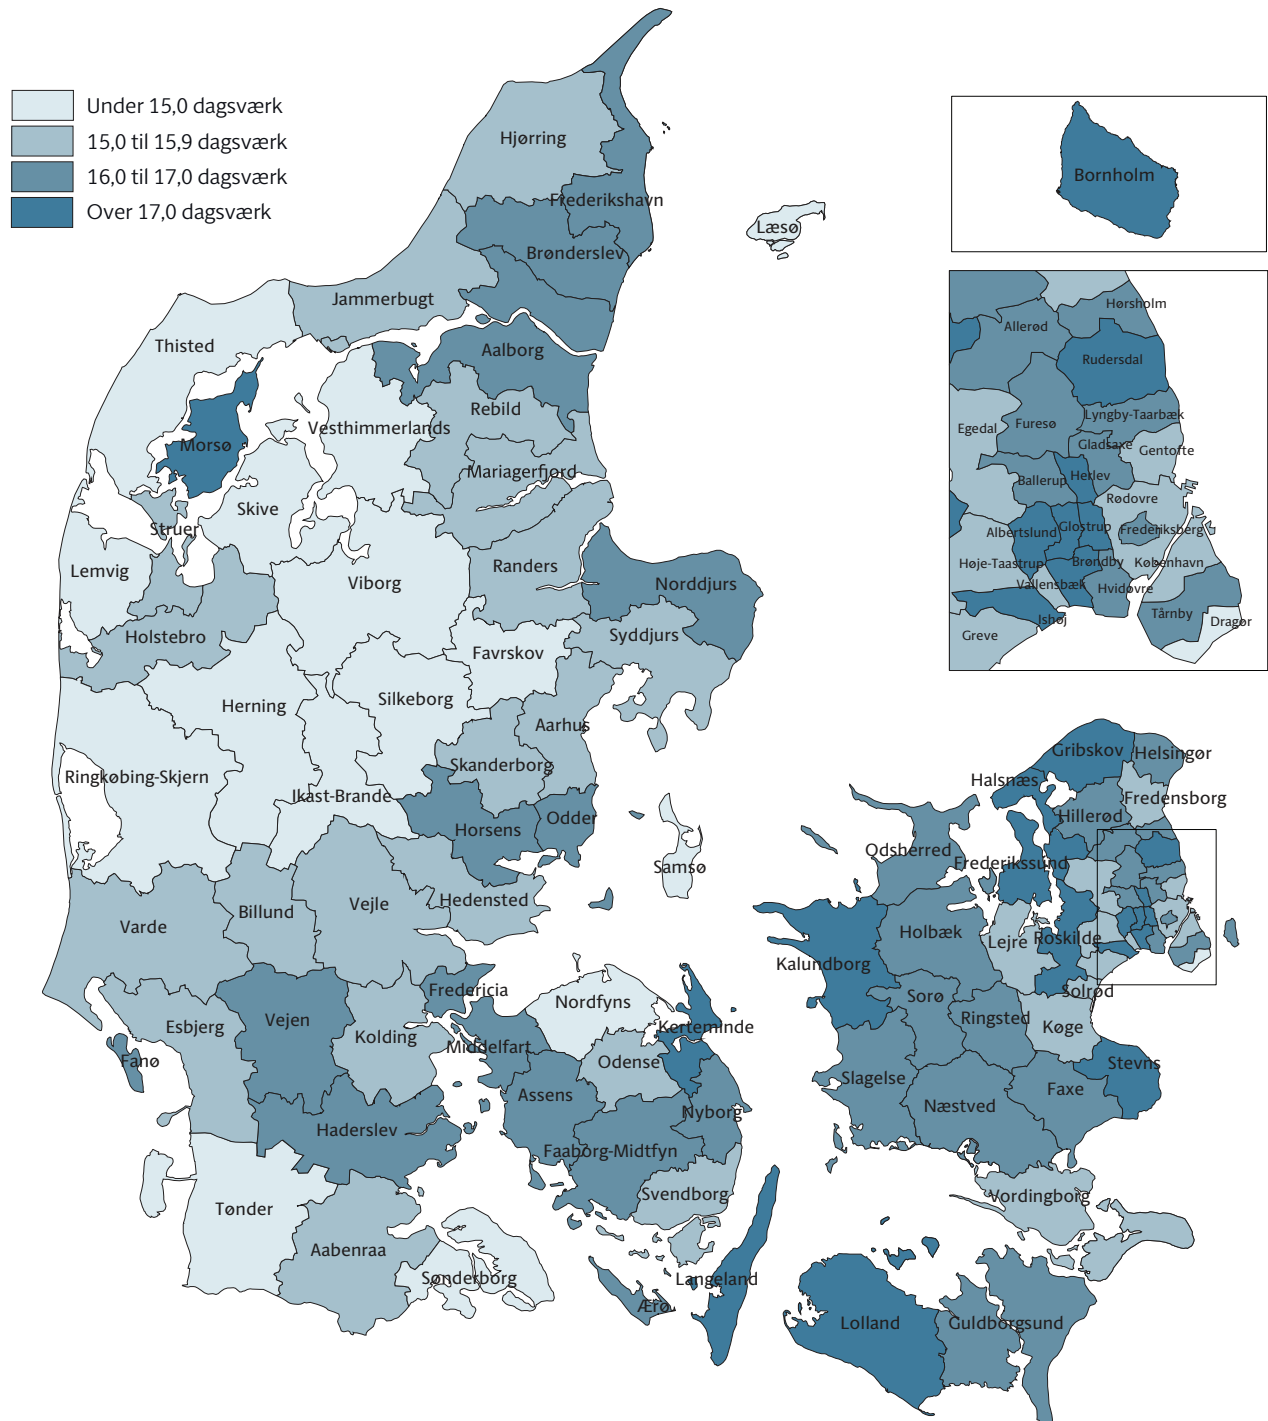 Under 15,0 dagsværk
15,0 til 15,9 dagsværk
16,0 til 17,0 dagsværk
Over 17,0 dagsværk
Hjørring
Frederikshavn
Brønderslev
Læsø
Jammerbugt
Thisted
Aalborg
Rebild
Vesthimmerlands
Morsø
Mariagerfjord
Skive
Struer
Lemvig
Viborg
Randers
Norddjurs
Holstebro
Syddjurs
Favrskov
Silkeborg
Herning
Aarhus
Skanderborg
Ringkøbing-Skjern
Ikast-Brande
Horsens
Odder
Samsø
Hedensted
Vejle
Billund
Varde
Fredericia
Nordfyns
Vejen
Esbjerg
Kolding
Middelfart
Kerteminde
Odense
Fanø
Assens
Nyborg
Haderslev
Faaborg-Midtfyn
Svendborg
Tønder
Aabenraa
Sønderborg
Langeland
Ærø
Bornholm
Hørsholm
Allerød
Rudersdal
Lyngby-Taarbæk
Egedal
Furesø
Gladsaxe
Gentofte
Ballerup
Herlev
Rødovre
Albertslund
Glostrup
Frederiksberg
Høje-Taastrup
Brøndby
København
Vallensbæk
Hvidovre
Ishøj
Tårnby
Dragør
Greve
Gribskov
Helsingør
Halsnæs
Fredensborg
Hillerød
Odsherred
Frederikssund
Holbæk
Lejre
Roskilde
Kalundborg
Solrød
Sorø
Ringsted
Køge
Stevns
Slagelse
Næstved
Faxe
Vordingborg
Lolland
Guldborgsund